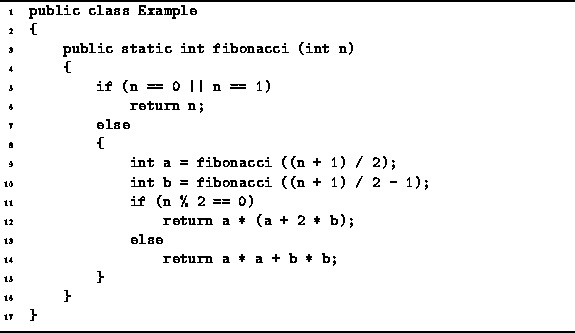 1 public class Example
2 {
3     public static int fibonacci (int n)
4     {
5         if (n == 0 || n == 1)
6             return n;
7         else
8         {
9             int a = fibonacci ((n + 1) / 2);
10             int b = fibonacci ((n + 1) / 2 - 1);
11             if (n % 2 == 0)
12                 return a * (a + 2 * b);
13             else
14                 return a * a + b * b;
15         }
16     }
17 }